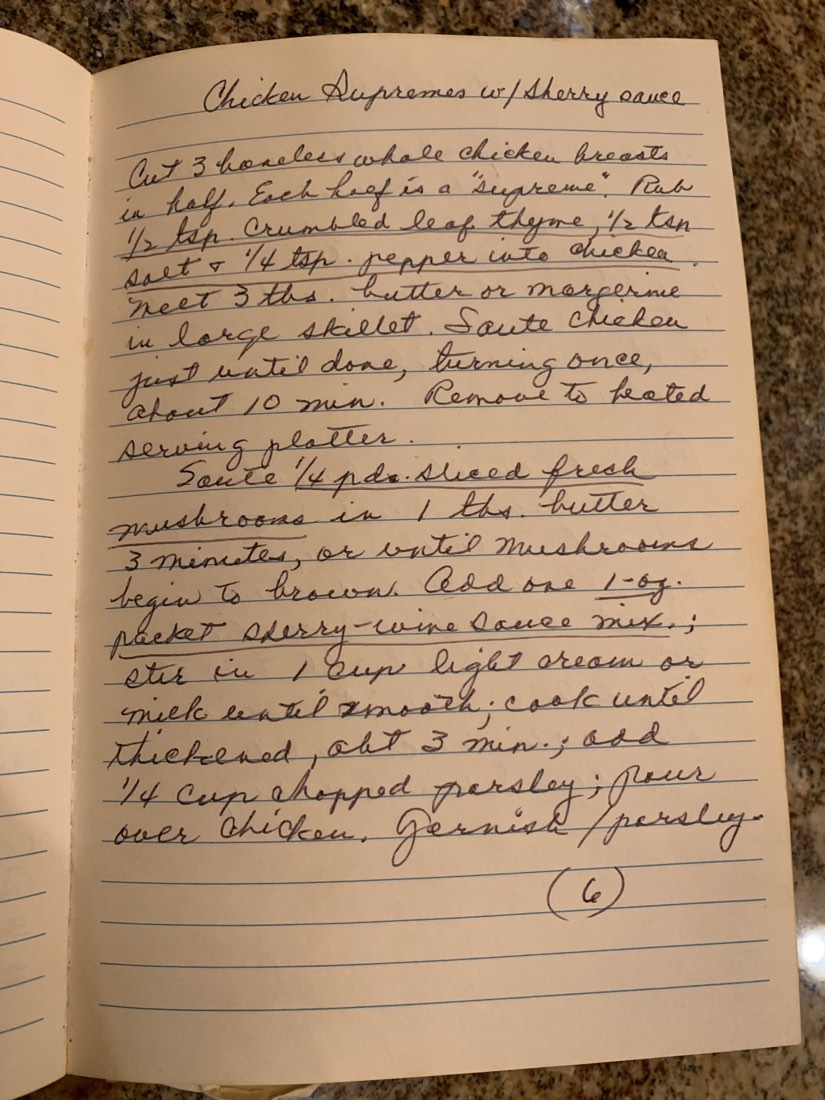 Chicken Supremes w/ Sherry sauce
Cut 3 boneless whole chicken breasts
in half. Each half is a "supreme". Rub
1/2 tsp. crumbled leaf thyme, 1/2 tsp
salt & 1/4 tsp. pepper into chicken.
Melt 3 tbs. butter or margerine
in large skillet. Saute chicken
just until done, turning once,
about 10 min. Remove to heated
serving platter.
Saute 1/4 pd. sliced fresh
mushrooms in 1 tbs. butter
3 minutes, or until mushrooms
begin to brown. Add one 1-oz.
packet sherry-wine sauce mix.;
stir in 1 cup light cream or
milk until smooth; cook until
thickened, abt 3 min.; add
1/4 cup chopped parsley; Pour
over chicken. Garnish / parsley.
(6)